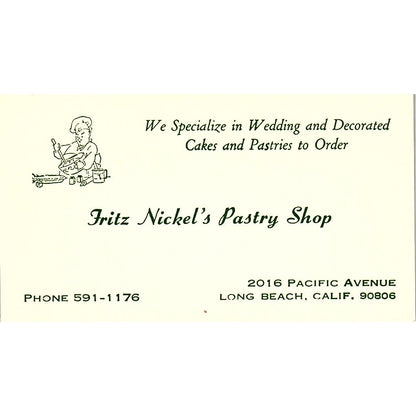 We Specialize in Wedding and Decorated
Cakes and Pastries to Order
Fritz Nickel's Pastry Shop
2016 Pacific Avenue
Phone 591-1176
Long Beach, Calif. 90806